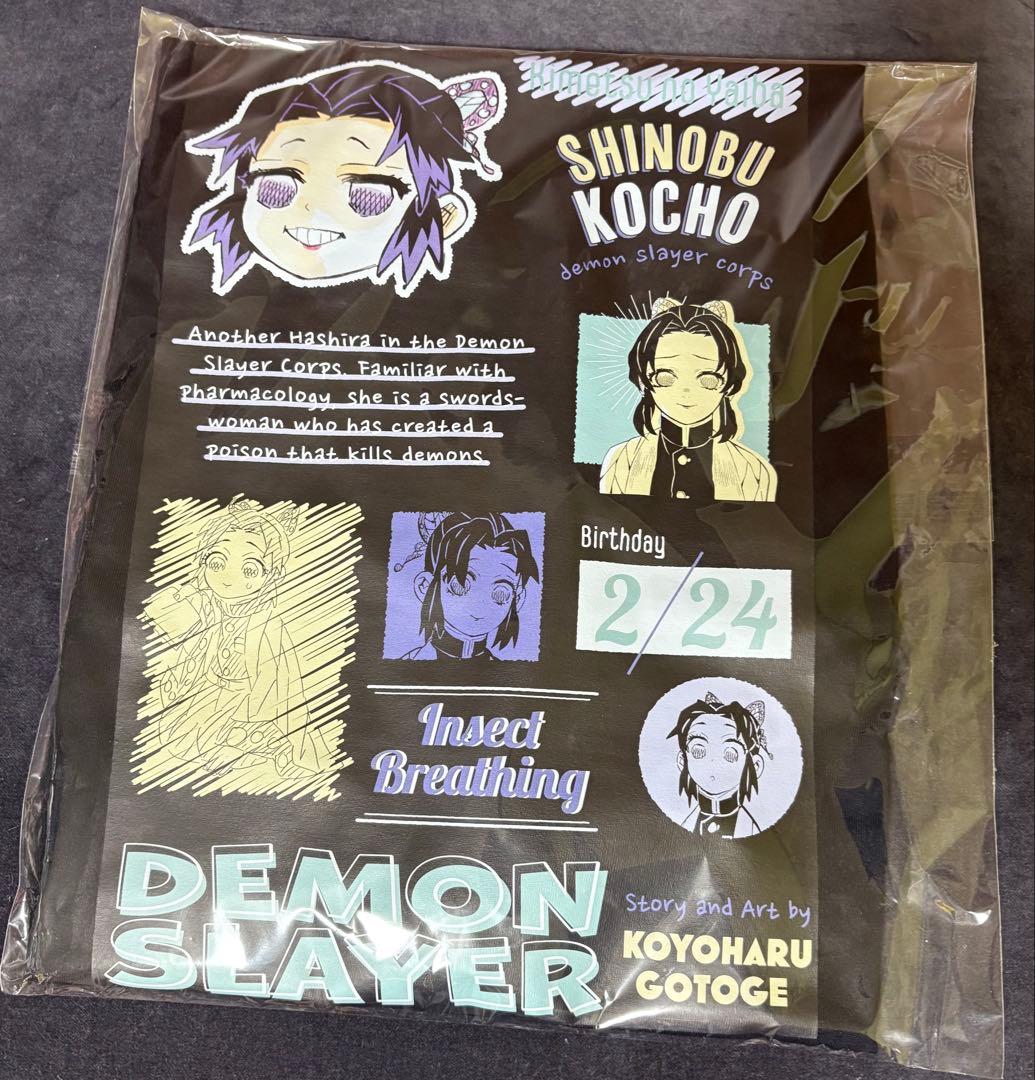 Kimetsu no Yaiba
SHINOBU
KOCHO
demon slayer corps
Another Hashira in the Demon
Slayer Corps. Familiar with
Pharmacology, she is a swords-
woman who has created a
poison that kills demons
Birthday
2/24
Insect
Breathing
DEMON
SLAYER
Story and Art by
KOYOHARU
GOTOGE